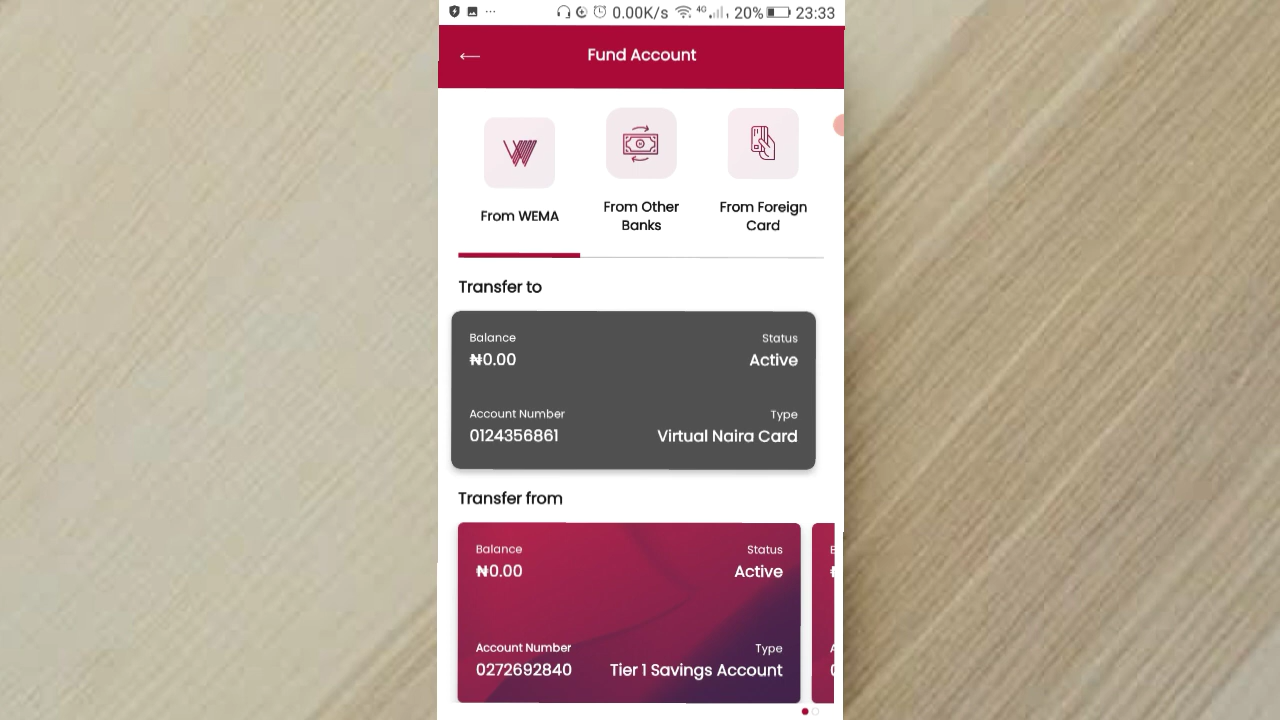 0.00K/s 4G 20% 23:33
Fund Account
From WEMA
From Other
Banks
From Foreign
Card
Transfer to
Balance Status
₦0.00 Active
Account Number Type
0124356861 Virtual Naira Card
Transfer from
Balance Status
₦0.00 Active
Account Number Type
0272692840 Tier 1 Savings Account